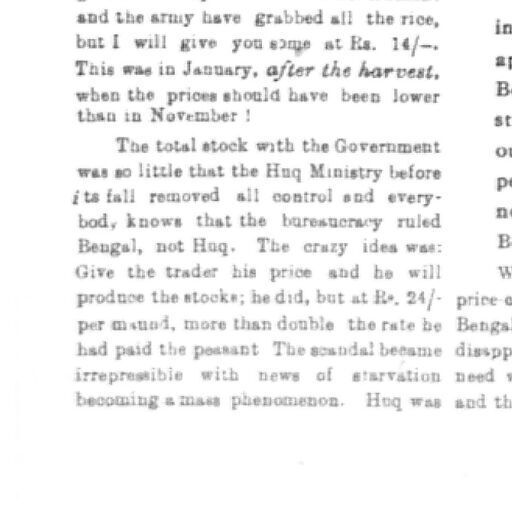 and the army have grabbed all the rice,
but I will give you some at Rs. 14/–.
This was in January, after the harvest,
when the prices should have been lower
than in November !
The total stock with the Government
was so little that the Huq Ministry before
its fall removed all control and every-
body, knows that the bureaucracy ruled
Bengal, not Huq. The crazy idea was:
Give the trader his price and he will
produce the stocks; he did, but at Rs. 24/-
per maund, more than double the rate he
had paid the peasant The scandal became
irrepressible with news of starvation
becoming a mass phenomenon. Huq was
in
ap
B
st
ou
pe
no
B
W
price o
Bengal
disapp
need
and th